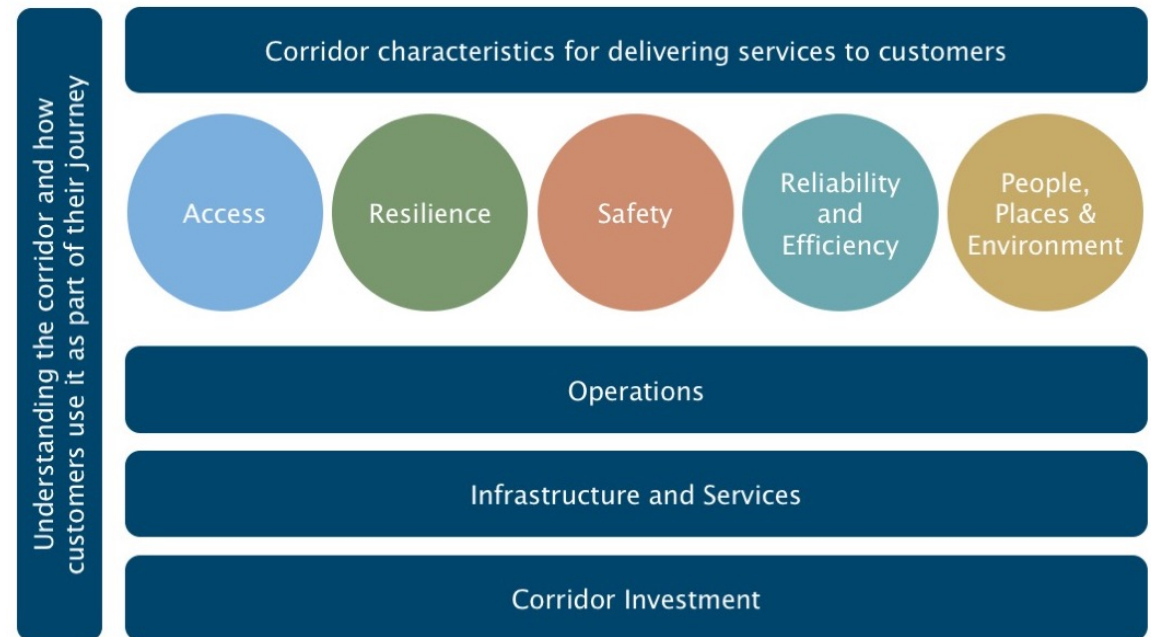 Understanding the corridor and how
customers use it as part of their journey
Corridor characteristics for delivering services to customers
Access
Resilience
Safety
Reliability
and
Efficiency
People,
Places &
Environment
Operations
Infrastructure and Services
Corridor Investment